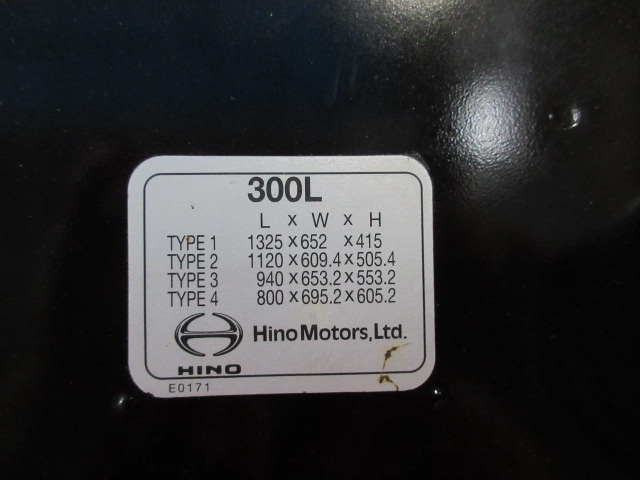 300L
L x W x H
TYPE 1 1325 x 652 x 415
TYPE 2 1120 x 609.4 x 505.4
TYPE 3 940 x 653.2 x 553.2
TYPE 4 800 x 695.2 x 605.2
Hino Motors, Ltd.
HINO
E0171